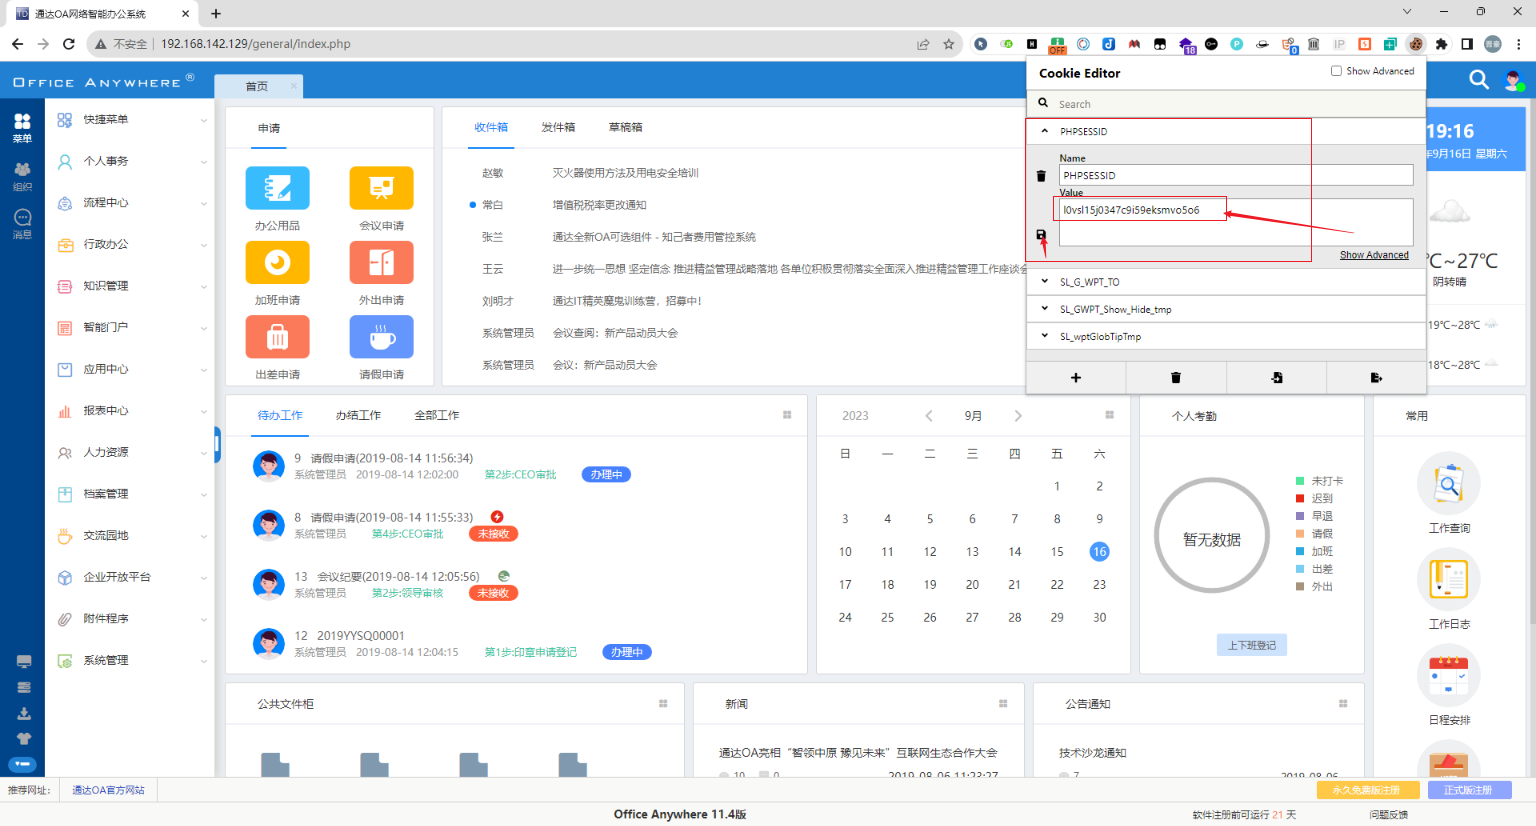 通达OA网络智能办公系统
不安全 192.168.142.129/general/index.php
OFF
18
0
IP
OFFICE ANYWHERE®
首页
Cookie Editor
Show Advanced
Search
PHPSESSID
Name
PHPSESSID
Value
l0vsl15j0347c9i59eksmvo5o6
Show Advanced
SL_G_WPT_TO
SL_GWPT_Show_Hide_tmp
SL_wptGlobTipTmp
菜单
组织
消息
快捷菜单
个人事务
流程中心
行政办公
知识管理
智能门户
应用中心
报表中心
人力资源
档案管理
交流园地
企业开放平台
附件程序
系统管理
申请
办公用品
会议申请
加班申请
外出申请
出差申请
请假申请
收件箱 发件箱 草稿箱
赵敏 灭火器使用方法及用电安全培训
常白 增值税税率更改通知
张兰 通达全新OA可选组件 - 知己者费用管控系统
王云 进一步统一思想 坚定信念 推进精益管理战略落地 各单位积极贯彻落实全面深入推进精益管理工作座谈会
刘明才 通达IT精英魔鬼训练营，招募中!
系统管理员 会议查阅：新产品动员大会
系统管理员 会议：新产品动员大会
19:16
年9月16日 星期六
℃~27℃
阴转晴
19℃~28℃
18℃~28℃
待办工作 办结工作 全部工作
9 请假申请(2019-08-14 11:56:34)
系统管理员 2019-08-14 12:02:00 第2步:CEO审批 办理中
8 请假申请(2019-08-14 11:55:33)
系统管理员 第4步:CEO审批 未接收
13 会议纪要(2019-08-14 12:05:56)
系统管理员 第2步:领导审核 未接收
12 2019YYSQ00001
系统管理员 2019-08-14 12:04:15 第1步:印章申请登记 办理中
2023 9月
日 一 二 三 四 五 六
1 2
3 4 5 6 7 8 9
10 11 12 13 14 15 16
17 18 19 20 21 22 23
24 25 26 27 28 29 30
个人考勤
暂无数据
未打卡
迟到
早退
请假
加班
出差
外出
上下班登记
常用
工作查询
工作日志
日程安排
公共文件柜
新闻
通达OA亮相“智领中原 豫见未来”互联网生态合作大会
10 0 2019-08-06 11:23:27
公告通知
技术沙龙通知
7 2019-08-06
推荐网址: 通达OA官方网站
永久免费版注册
正式版注册
Office Anywhere 11.4版
软件注册前可运行 21 天
问题反馈